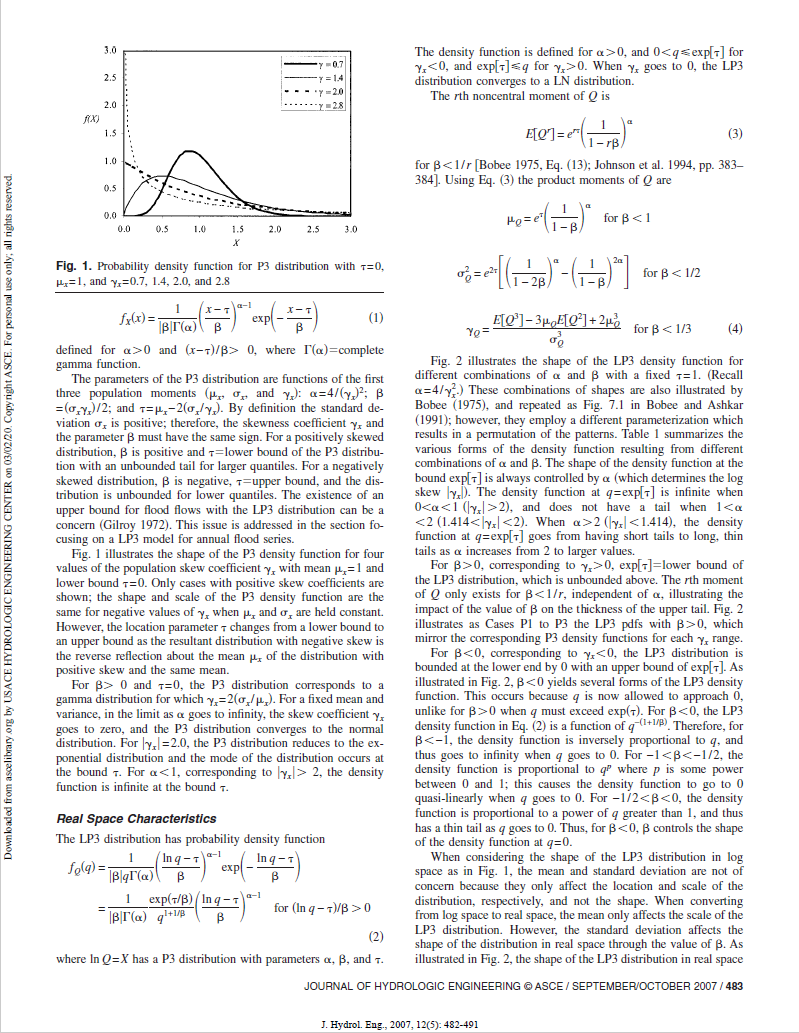 Downloaded from ascelibrary.org by USACE HYDROLOGIC ENGINEERING CENTER on 03/02/20. Copyright ASCE. For personal use only; all rights reserved.
3.0
2.5
2.0
1.5
1.0
0.5
0.0
f(X)
γ = 0.7
γ = 1.4
γ = 2.0
γ = 2.8
0.0 0.5 1.0 1.5 2.0 2.5 3.0
X
Fig. 1. Probability density function for P3 distribution with τ=0,
μₓ=1, and γₓ=0.7, 1.4, 2.0, and 2.8
f_X(x) = 1/(|β|Γ(α)) ((x−τ)/β)^(α−1) exp(−(x−τ)/β) (1)
defined for α>0 and (x−τ)/β> 0, where Γ(α)=complete
gamma function.
The parameters of the P3 distribution are functions of the first
three population moments (μₓ, σₓ, and γₓ): α=4/(γₓ)²; β
=(σₓγₓ)/2; and τ=μₓ−2(σₓ/γₓ). By definition the standard de-
viation σₓ is positive; therefore, the skewness coefficient γₓ and
the parameter β must have the same sign. For a positively skewed
distribution, β is positive and τ=lower bound of the P3 distribu-
tion with an unbounded tail for larger quantiles. For a negatively
skewed distribution, β is negative, τ=upper bound, and the dis-
tribution is unbounded for lower quantiles. The existence of an
upper bound for flood flows with the LP3 distribution can be a
concern (Gilroy 1972). This issue is addressed in the section fo-
cusing on a LP3 model for annual flood series.
Fig. 1 illustrates the shape of the P3 density function for four
values of the population skew coefficient γₓ with mean μₓ=1 and
lower bound τ=0. Only cases with positive skew coefficients are
shown; the shape and scale of the P3 density function are the
same for negative values of γₓ when μₓ and σₓ are held constant.
However, the location parameter τ changes from a lower bound to
an upper bound as the resultant distribution with negative skew is
the reverse reflection about the mean μₓ of the distribution with
positive skew and the same mean.
For β> 0 and τ=0, the P3 distribution corresponds to a
gamma distribution for which γₓ=2(σₓ/μₓ). For a fixed mean and
variance, in the limit as α goes to infinity, the skew coefficient γₓ
goes to zero, and the P3 distribution converges to the normal
distribution. For |γₓ|=2.0, the P3 distribution reduces to the ex-
ponential distribution and the mode of the distribution occurs at
the bound τ. For α<1, corresponding to |γₓ|> 2, the density
function is infinite at the bound τ.
Real Space Characteristics
The LP3 distribution has probability density function
f_Q(q) = 1/(|β|qΓ(α)) ((ln q−τ)/β)^(α−1) exp(−(ln q−τ)/β)
= 1/(|β|Γ(α)) exp(τ/β)/q^(1+1/β) ((ln q−τ)/β)^(α−1) for (ln q−τ)/β>0
(2)
where ln Q=X has a P3 distribution with parameters α, β, and τ.
The density function is defined for α>0, and 0<q≤exp[τ] for
γₓ<0, and exp[τ]≤q for γₓ>0. When γₓ goes to 0, the LP3
distribution converges to a LN distribution.
The rth noncentral moment of Q is
E[Q^r] = e^(rτ) (1/(1−rβ))^α (3)
for β<1/r [Bobee 1975, Eq. (13); Johnson et al. 1994, pp. 383–
384]. Using Eq. (3) the product moments of Q are
μ_Q = e^τ (1/(1−β))^α for β<1
σ²_Q = e^(2τ) [(1/(1−2β))^α − (1/(1−β))^(2α)] for β<1/2
γ_Q = (E[Q³]−3μ_Q E[Q²]+2μ³_Q)/σ³_Q for β<1/3 (4)
Fig. 2 illustrates the shape of the LP3 density function for
different combinations of α and β with a fixed τ=1. (Recall
α=4/γ²ₓ.) These combinations of shapes are also illustrated by
Bobee (1975), and repeated as Fig. 7.1 in Bobee and Ashkar
(1991); however, they employ a different parameterization which
results in a permutation of the patterns. Table 1 summarizes the
various forms of the density function resulting from different
combinations of α and β. The shape of the density function at the
bound exp[τ] is always controlled by α (which determines the log
skew |γₓ|). The density function at q=exp[τ] is infinite when
0<α<1 (|γₓ|>2), and does not have a tail when 1<α
<2 (1.414<|γₓ|<2). When α>2 (|γₓ|<1.414), the density
function at q=exp[τ] goes from having short tails to long, thin
tails as α increases from 2 to larger values.
For β>0, corresponding to γₓ>0, exp[τ]=lower bound of
the LP3 distribution, which is unbounded above. The rth moment
of Q only exists for β<1/r, independent of α, illustrating the
impact of the value of β on the thickness of the upper tail. Fig. 2
illustrates as Cases P1 to P3 the LP3 pdfs with β>0, which
mirror the corresponding P3 density functions for each γₓ range.
For β<0, corresponding to γₓ<0, the LP3 distribution is
bounded at the lower end by 0 with an upper bound of exp[τ]. As
illustrated in Fig. 2, β<0 yields several forms of the LP3 density
function. This occurs because q is now allowed to approach 0,
unlike for β>0 when q must exceed exp(τ). For β<0, the LP3
density function in Eq. (2) is a function of q^−(1+1/β). Therefore, for
β<−1, the density function is inversely proportional to q, and
thus goes to infinity when q goes to 0. For −1<β<−1/2, the
density function is proportional to q^p where p is some power
between 0 and 1; this causes the density function to go to 0
quasi-linearly when q goes to 0. For −1/2<β<0, the density
function is proportional to a power of q greater than 1, and thus
has a thin tail as q goes to 0. Thus, for β<0, β controls the shape
of the density function at q=0.
When considering the shape of the LP3 distribution in log
space as in Fig. 1, the mean and standard deviation are not of
concern because they only affect the location and scale of the
distribution, respectively, and not the shape. When converting
from log space to real space, the mean only affects the scale of the
LP3 distribution. However, the standard deviation affects the
shape of the distribution in real space through the value of β. As
illustrated in Fig. 2, the shape of the LP3 distribution in real space
JOURNAL OF HYDROLOGIC ENGINEERING © ASCE / SEPTEMBER/OCTOBER 2007 / 483
J. Hydrol. Eng., 2007, 12(5): 482-491